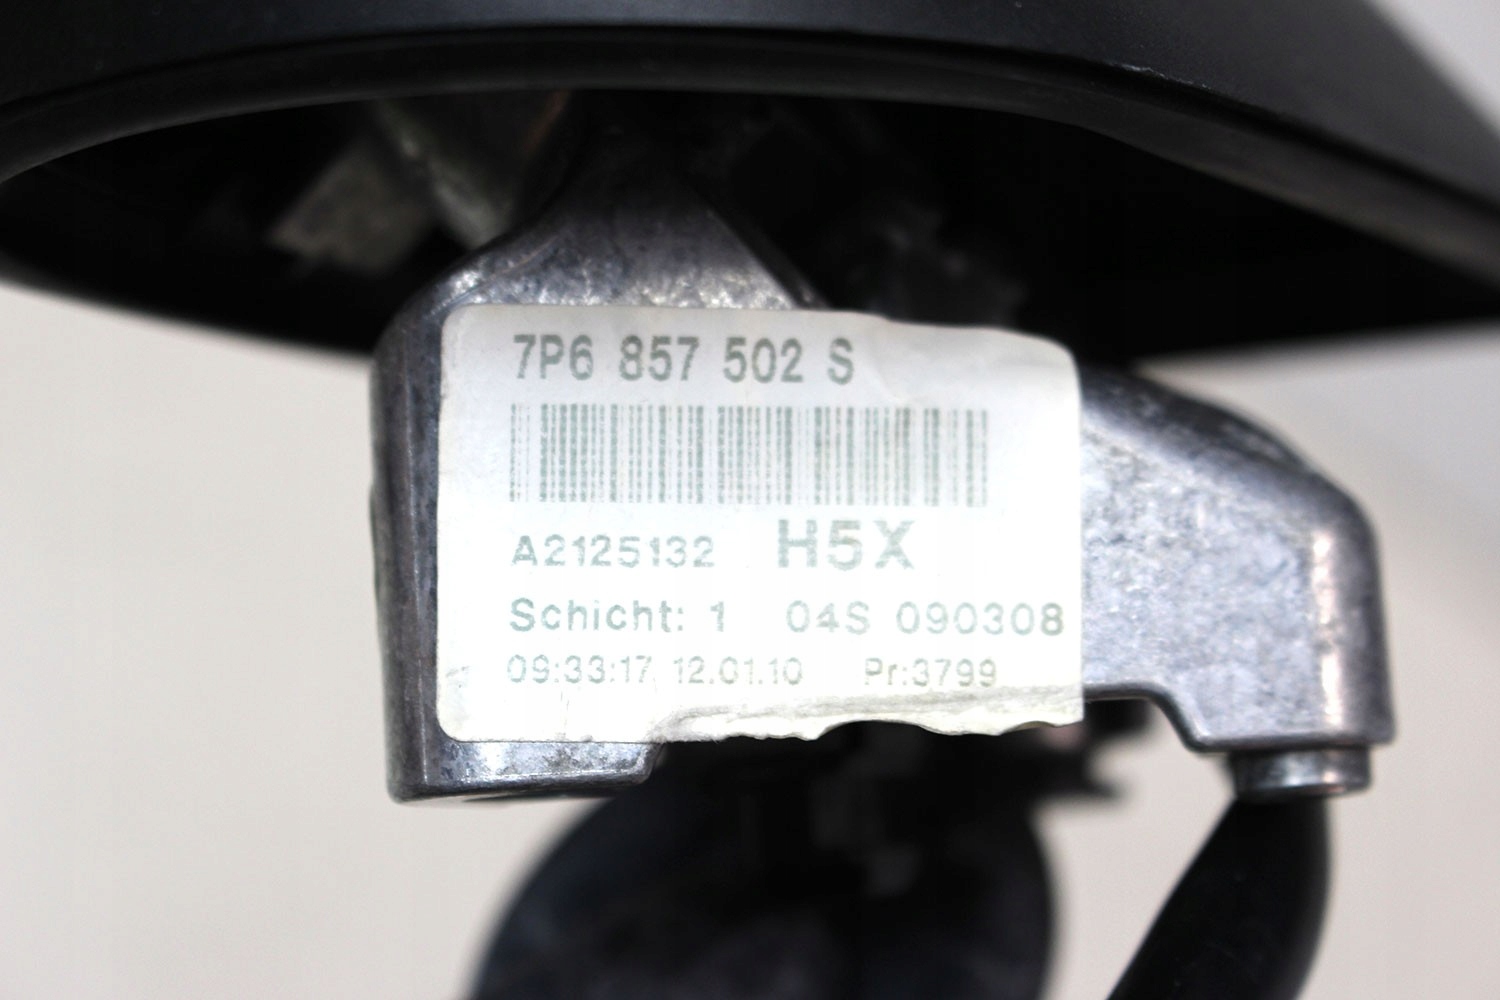 7P6 857 502 S
A2125132 H5X
Schicht: 1 04S 090308
09:33:17 12.01.10 Pr:3799